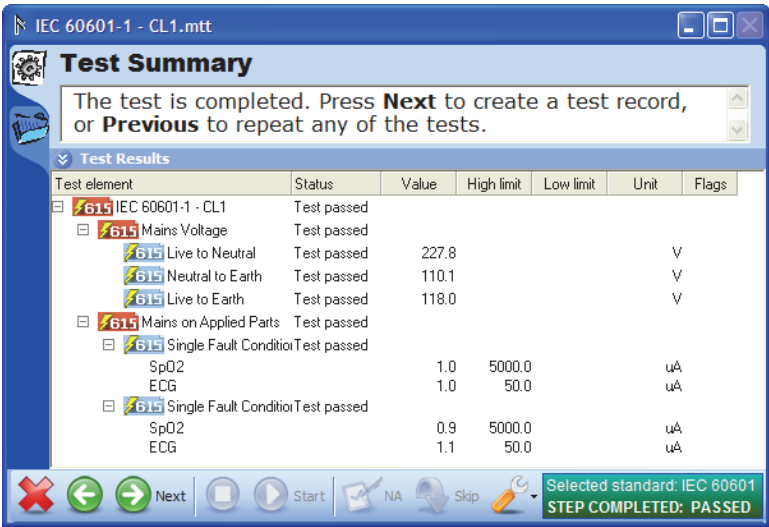 IEC 60601-1 - CL1.mtt
Test Summary
The test is completed. Press Next to create a test record,
or Previous to repeat any of the tests.
Test Results
Test element Status Value High limit Low limit Unit Flags
615 IEC 60601-1 - CL1 Test passed
615 Mains Voltage Test passed
615 Live to Neutral Test passed 227.8 V
615 Neutral to Earth Test passed 110.1 V
615 Live to Earth Test passed 118.0 V
615 Mains on Applied Parts Test passed
615 Single Fault Conditior Test passed
SpO2 1.0 5000.0 uA
ECG 1.0 50.0 uA
615 Single Fault Conditior Test passed
SpO2 0.9 5000.0 uA
ECG 1.1 50.0 uA
Next Start NA Skip
Selected standard: IEC 60601
STEP COMPLETED: PASSED